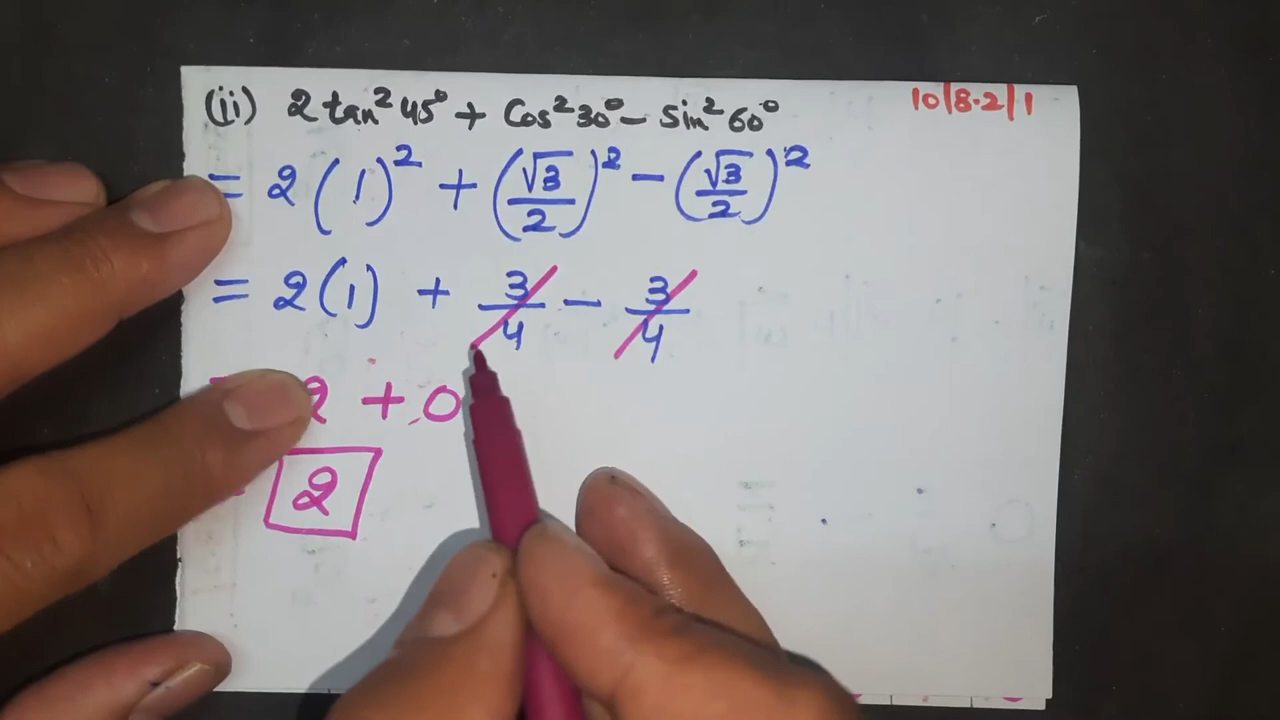 (ii) 2 tan² 45° + Cos² 30° – Sin² 60°
10/8.2/1
= 2 (1)² + (√3/2)² – (√3/2)²
= 2(1) + 3/4 – 3/4
2 + 0
2